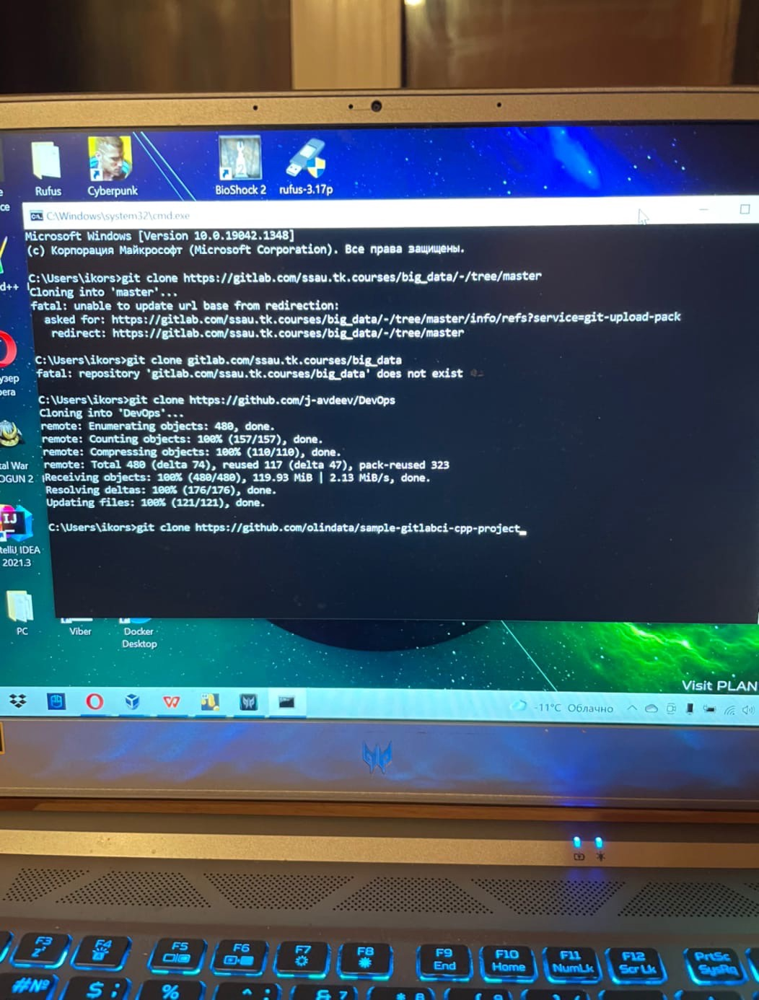 Rufus
Cyberpunk
BioShock 2
rufus-3.17p
ce
C:\Windows\system32\cmd.exe
Microsoft Windows [Version 10.0.19042.1348]
(c) Корпорация Майкрософт (Microsoft Corporation). Все права защищены.
C:\Users\ikors>git clone https://gitlab.com/ssau.tk.courses/big_data/-/tree/master
Cloning into 'master'...
fatal: unable to update url base from redirection:
asked for: https://gitlab.com/ssau.tk.courses/big_data/-/tree/master/info/refs?service=git-upload-pack
redirect: https://gitlab.com/ssau.tk.courses/big_data/-/tree/master
C:\Users\ikors>git clone gitlab.com/ssau.tk.courses/big_data
fatal: repository 'gitlab.com/ssau.tk.courses/big_data' does not exist
C:\Users\ikors>git clone https://github.com/j-avdeev/DevOps
Cloning into 'DevOps'...
remote: Enumerating objects: 480, done.
remote: Counting objects: 100% (157/157), done.
remote: Compressing objects: 100% (110/110), done.
remote: Total 480 (delta 74), reused 117 (delta 47), pack-reused 323
Receiving objects: 100% (480/480), 119.93 MiB | 2.13 MiB/s, done.
Resolving deltas: 100% (176/176), done.
Updating files: 100% (121/121), done.
C:\Users\ikors>git clone https://github.com/olindata/sample-gitlabci-cpp-project_
d++
узер
pera
tal War
OGUN 2
IJ
telliJ IDEA
2021.3
PC
Viber
Docker
Desktop
Visit PLAN
-11°C Облачно
F3
F4
F5
F6
F7
F8
F9
End
F10
Home
F11
NumLk
F12
Scr Lk
PrtSc
SysRq
#№
$ ;
%
^ :
& 7
* 8
( 9